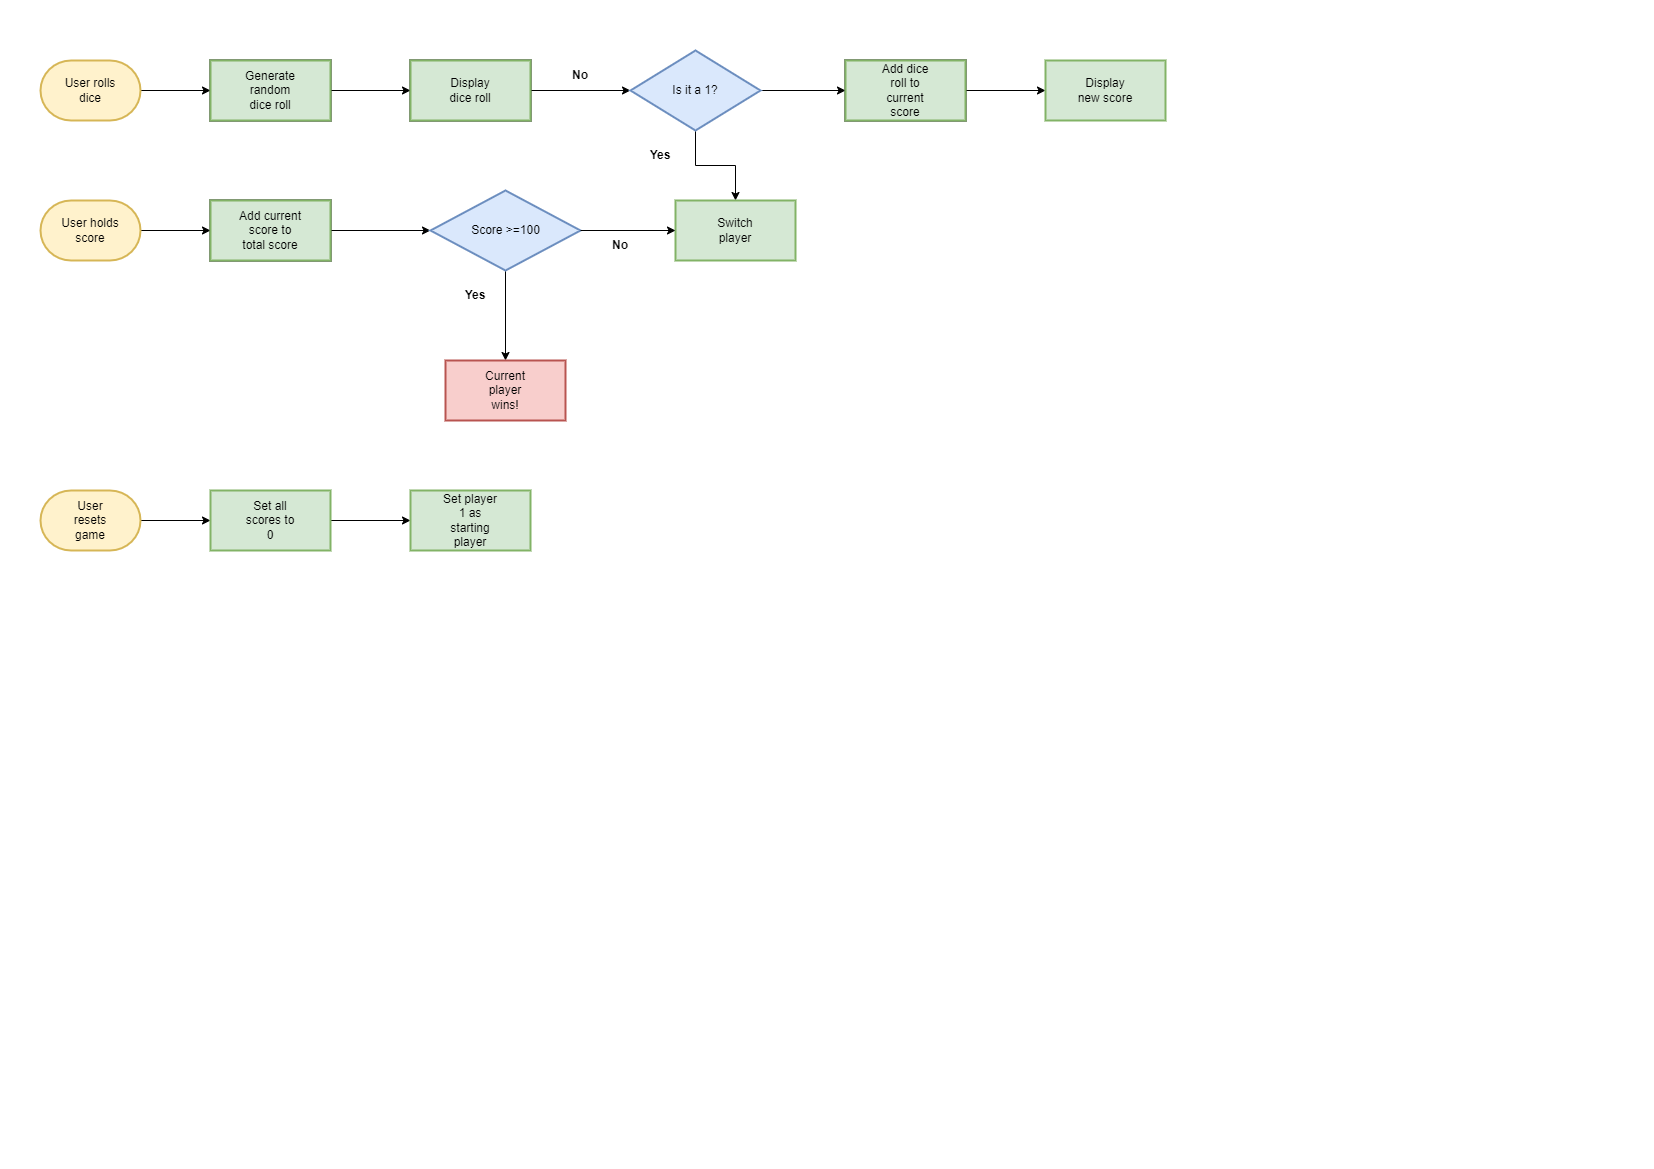 User rolls
dice
Generate
random
dice roll
Display
dice roll
No
Is it a 1?
Add dice
roll to
current
score
Display
new score
Yes
User holds
score
Add current
score to
total score
Score >=100
No
Switch
player
Yes
Current
player
wins!
User
resets
game
Set all
scores to
0
Set player
1 as
starting
player